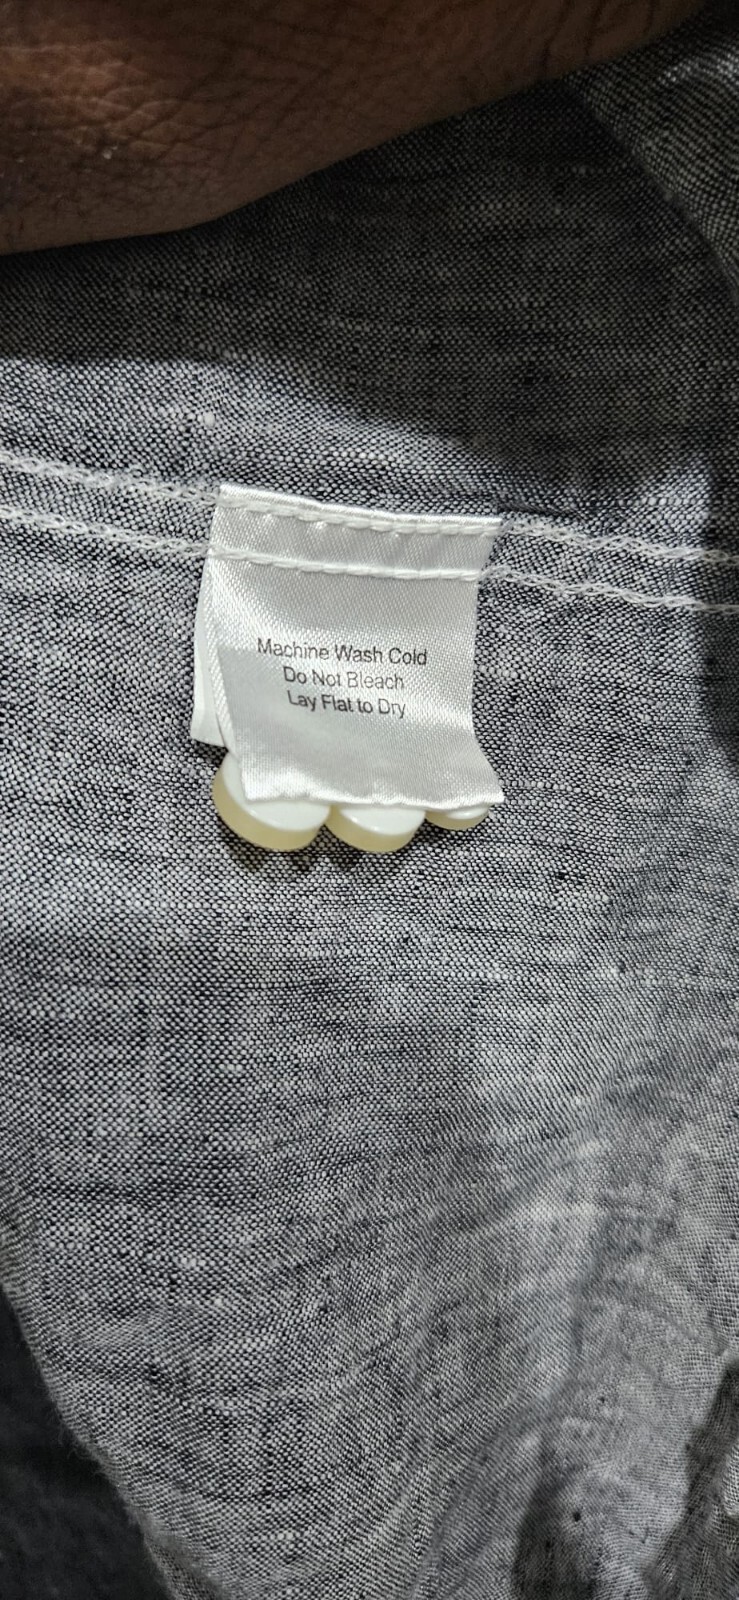 Machine Wash Cold
Do Not Bleach
Lay Flat to Dry